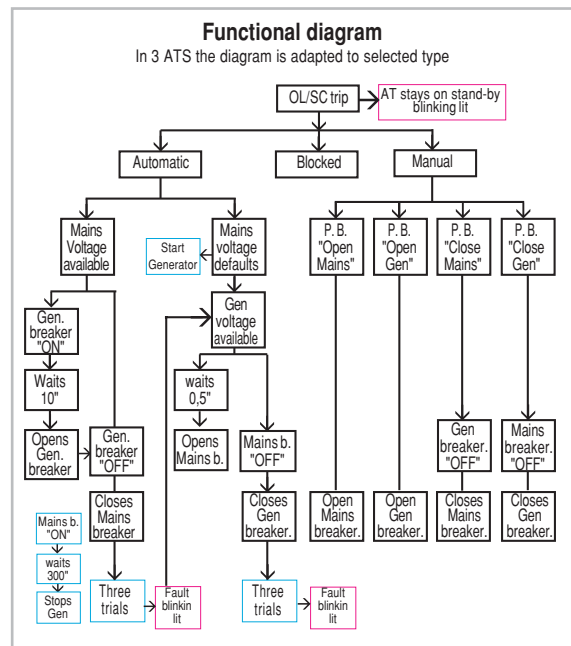 Functional diagram
In 3 ATS the diagram is adapted to selected type
OL/SC trip
AT stays on stand-by
blinking lit
Automatic
Blocked
Manual
Mains
Voltage
available
Start
Generator
Mains
voltage
defaults
P. B.
"Open
Mains"
P. B.
"Open
Gen"
P. B.
"Close
Mains"
P. B.
"Close
Gen"
Gen.
breaker
"ON"
Gen
voltage
available
Waits
10"
waits
0,5"
Opens
Gen.
breaker
Gen.
breaker
"OFF"
Opens
Mains b.
Mains b.
"OFF"
Gen
breaker.
"OFF"
Mains
breaker.
"OFF"
Closes
Mains
breaker
Closes
Gen
breaker.
Open
Mains
breaker.
Open
Gen
breaker.
Closes
Mains
breaker.
Closes
Gen
breaker.
Mains b.
"ON"
waits
300"
Stops
Gen
Three
trials
Fault
blinkin
lit
Three
trials
Fault
blinkin
lit